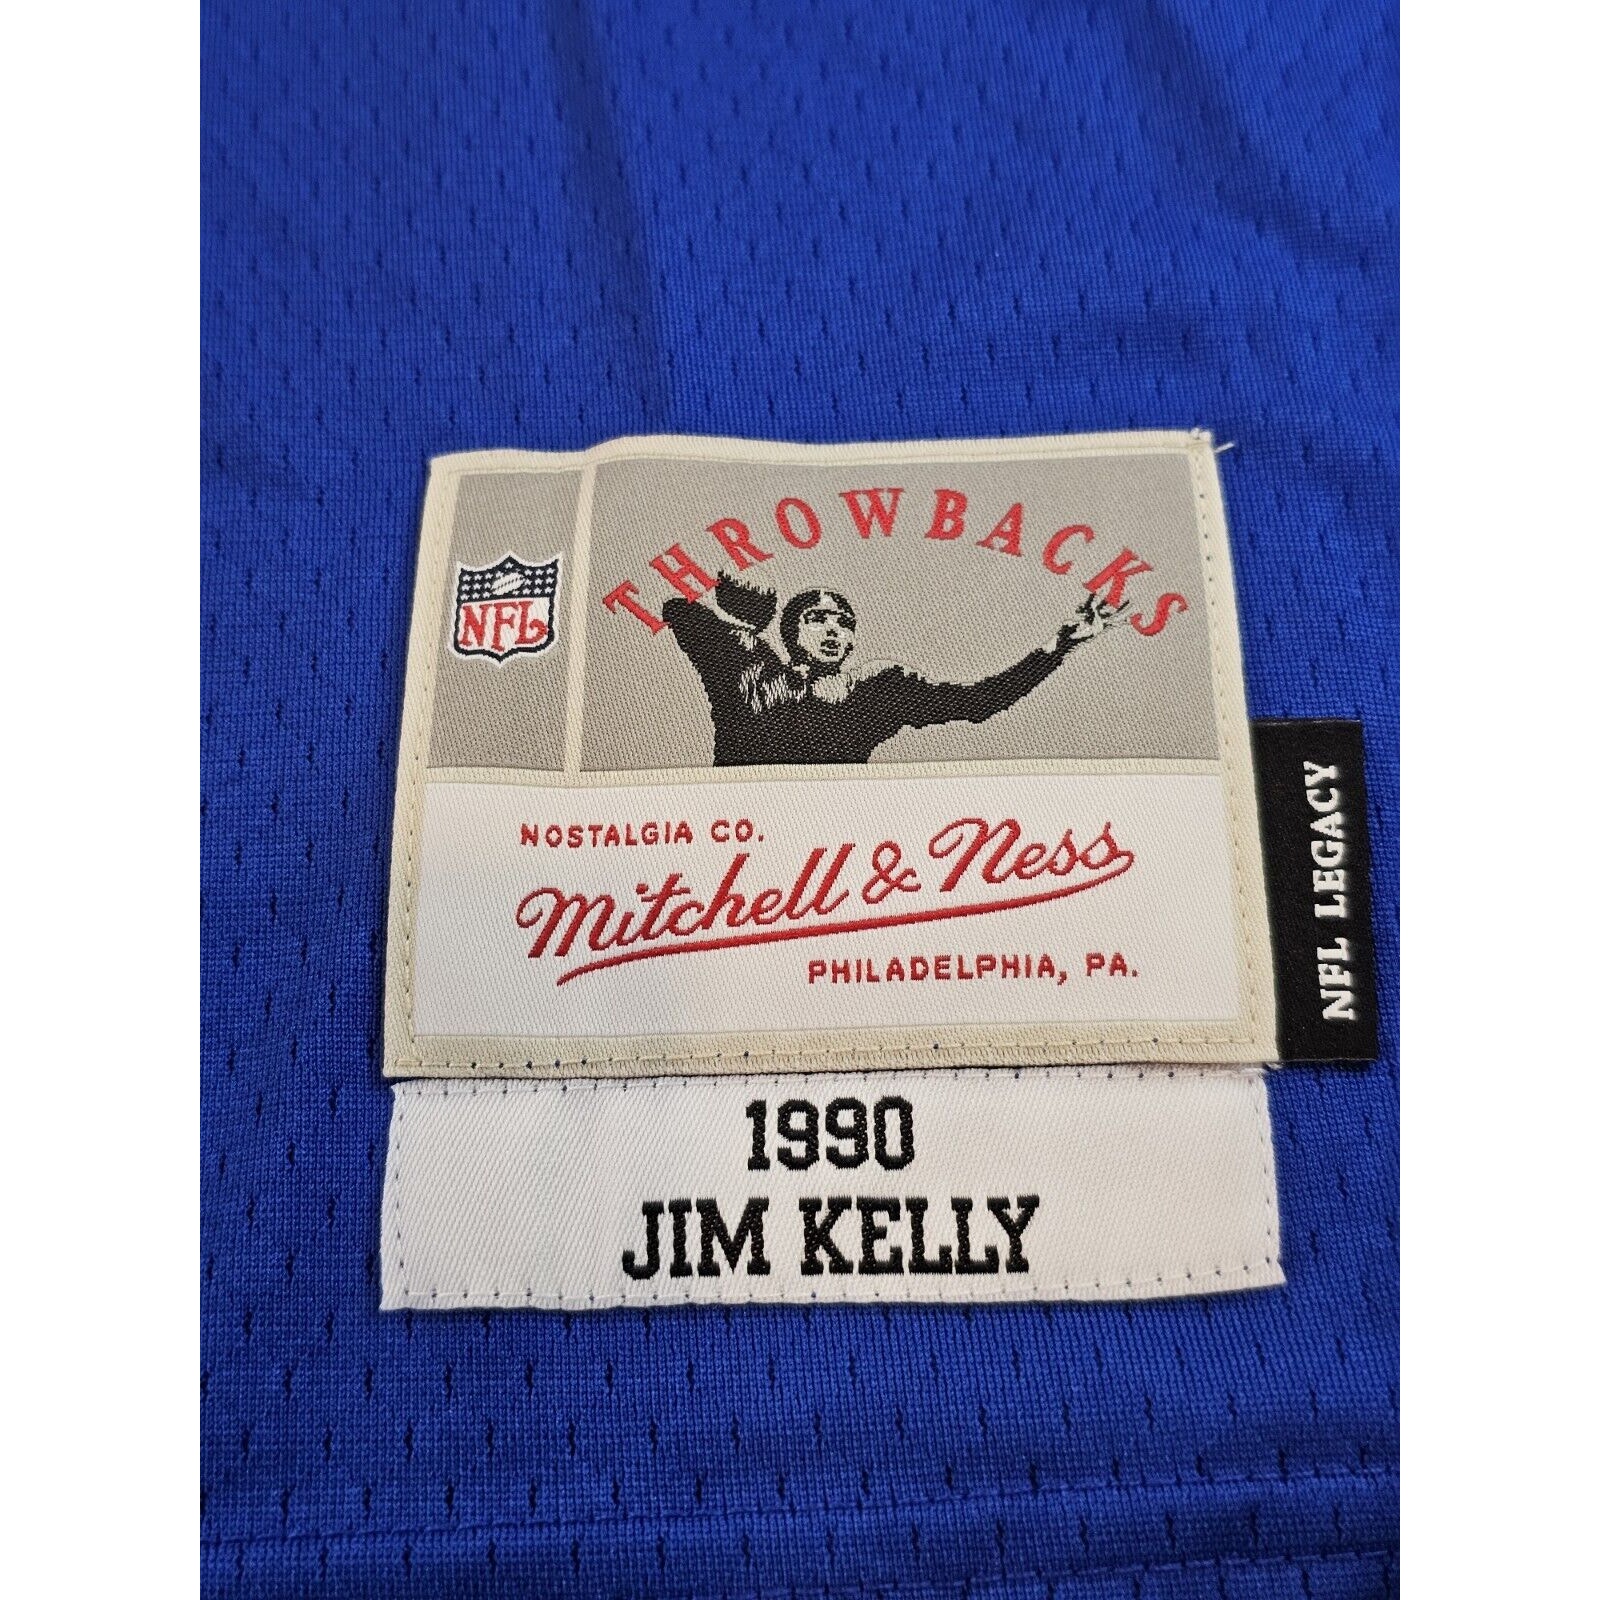 THROWBACKS
NFL
NOSTALGIA CO.
Mitchell & Ness
PHILADELPHIA, PA.
NFL LEGACY
1990
JIM KELLY